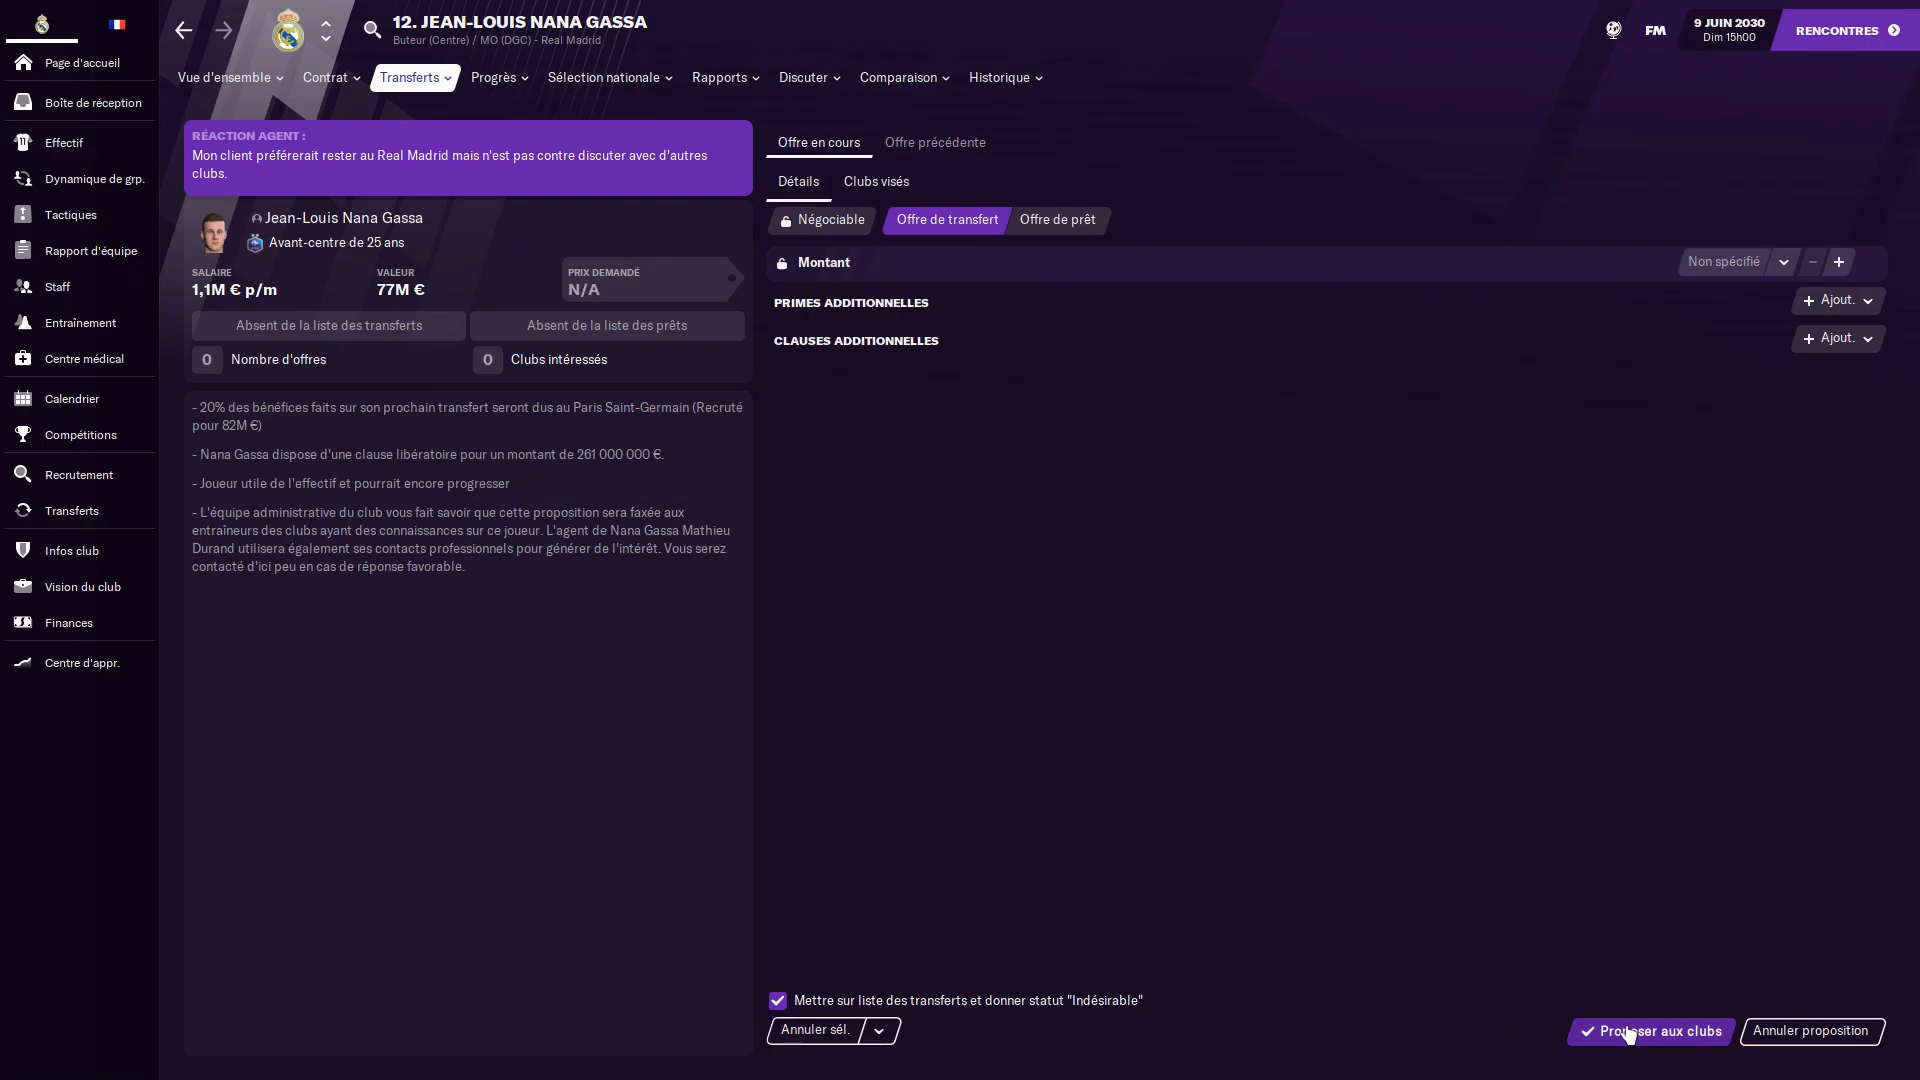 12. JEAN-LOUIS NANA GASSA
Buteur (Centre) / MO (DGC) - Real Madrid
FM
9 JUIN 2030
Dim 15h00
RENCONTRES
Page d'accueil
Boîte de réception
Effectif
Dynamique de grp.
Tactiques
Rapport d'équipe
Staff
Entraînement
Centre médical
Calendrier
Compétitions
Recrutement
Transferts
Infos club
Vision du club
Finances
Centre d'appr.
Vue d'ensemble
Contrat
Transferts
Progrès
Sélection nationale
Rapports
Discuter
Comparaison
Historique
RÉACTION AGENT :
Mon client préférerait rester au Real Madrid mais n'est pas contre discuter avec d'autres
clubs.
Jean-Louis Nana Gassa
Avant-centre de 25 ans
SALAIRE
1,1M € p/m
VALEUR
77M €
PRIX DEMANDÉ
N/A
Absent de la liste des transferts
Absent de la liste des prêts
0 Nombre d'offres
0 Clubs intéressés
- 20% des bénéfices faits sur son prochain transfert seront dus au Paris Saint-Germain (Recruté
pour 82M €)
- Nana Gassa dispose d'une clause libératoire pour un montant de 261 000 000 €.
- Joueur utile de l'effectif et pourrait encore progresser
- L'équipe administrative du club vous fait savoir que cette proposition sera faxée aux
entraîneurs des clubs ayant des connaissances sur ce joueur. L'agent de Nana Gassa Mathieu
Durand utilisera également ses contacts professionnels pour générer de l'intérêt. Vous serez
contacté d'ici peu en cas de réponse favorable.
Offre en cours
Offre précédente
Détails
Clubs visés
Négociable
Offre de transfert
Offre de prêt
Montant
Non spécifié
PRIMES ADDITIONNELLES
+ Ajout.
CLAUSES ADDITIONNELLES
+ Ajout.
Mettre sur liste des transferts et donner statut "Indésirable"
Annuler sél.
aux clubs
Annuler proposition